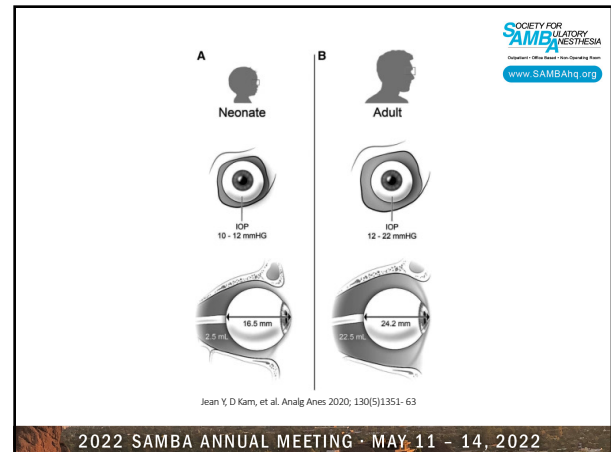 SOCIETY FOR
AMBULATORY
ANESTHESIA
Outpatient • Office Based • Non-Operating Room
www.SAMBAhq.org
A
B
Neonate
Adult
IOP
10 - 12 mmHG
IOP
12 - 22 mmHG
16.5 mm
2.5 mL
24.2 mm
22.5 mL
Jean Y, D Kam, et al. Analg Anes 2020; 130(5)1351- 63
2022 SAMBA ANNUAL MEETING · MAY 11 – 14, 2022